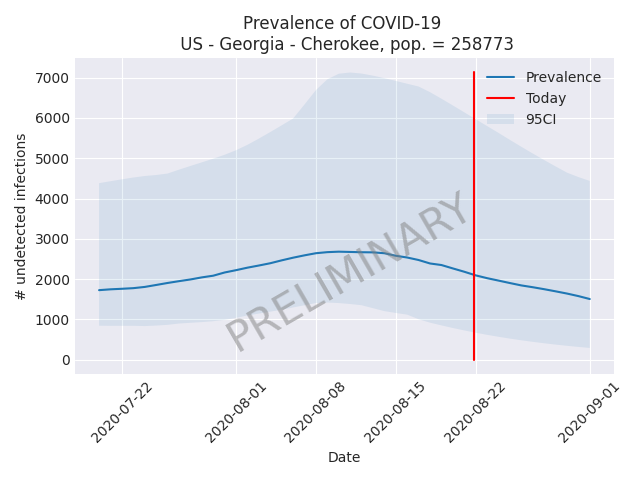 Prevalence of COVID-19
US - Georgia - Cherokee, pop. = 258773
7000
6000
5000
4000
3000
2000
1000
0
# undetected infections
Prevalence
Today
95CI
PRELIMINARY
2020-07-22
2020-08-01
2020-08-08
2020-08-15
2020-08-22
2020-09-01
Date